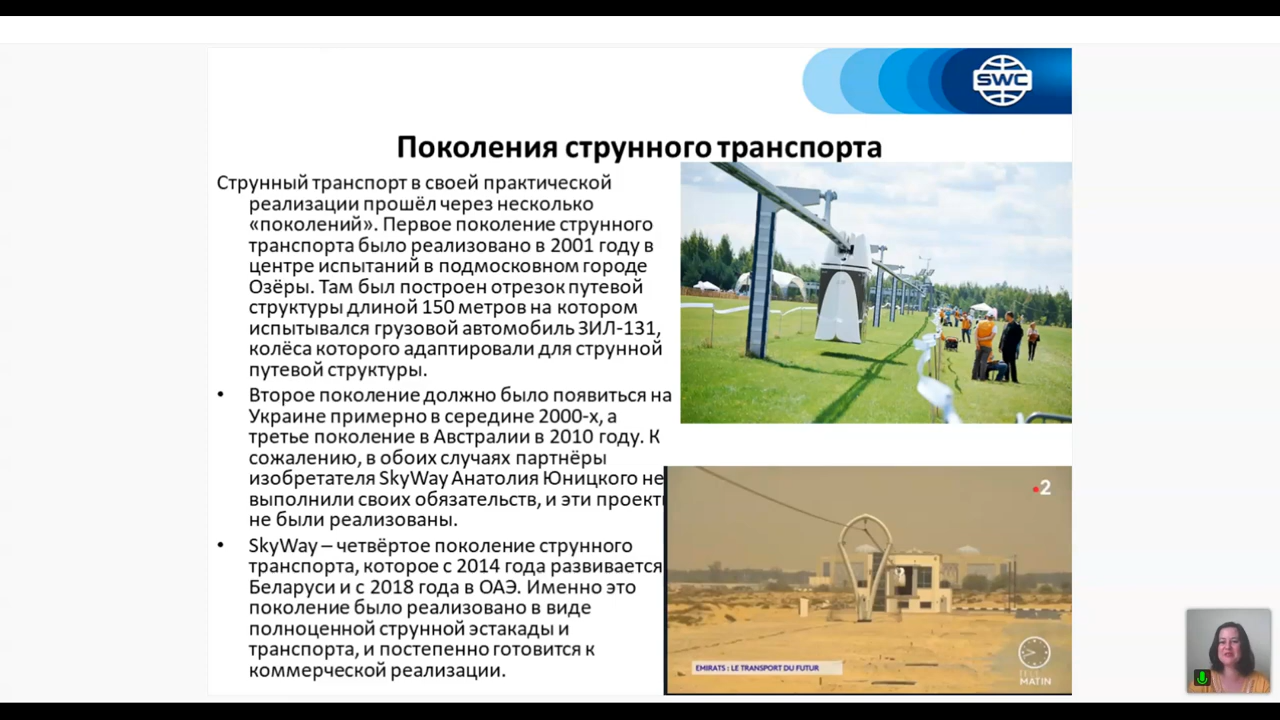 SWC
Поколения струнного транспорта
Струнный транспорт в своей практической
реализации прошёл через несколько
«поколений». Первое поколение струнного
транспорта было реализовано в 2001 году в
центре испытаний в подмосковном городе
Озёры. Там был построен отрезок путевой
структуры длиной 150 метров на котором
испытывался грузовой автомобиль ЗИЛ-131,
колёса которого адаптировали для струнной
путевой структуры.
• Второе поколение должно было появиться на
Украине примерно в середине 2000-х, а
третье поколение в Австралии в 2010 году. К
сожалению, в обоих случаях партнёры
изобретателя SkyWay Анатолия Юницкого не
выполнили своих обязательств, и эти проект
не были реализованы.
• SkyWay – четвёртое поколение струнного
транспорта, которое с 2014 года развивается
Беларуси и с 2018 года в ОАЭ. Именно это
поколение было реализовано в виде
полноценной струнной эстакады и
транспорта, и постепенно готовится к
коммерческой реализации.
2
EMIRATS : LE TRANSPORT DU FUTUR
MATIN